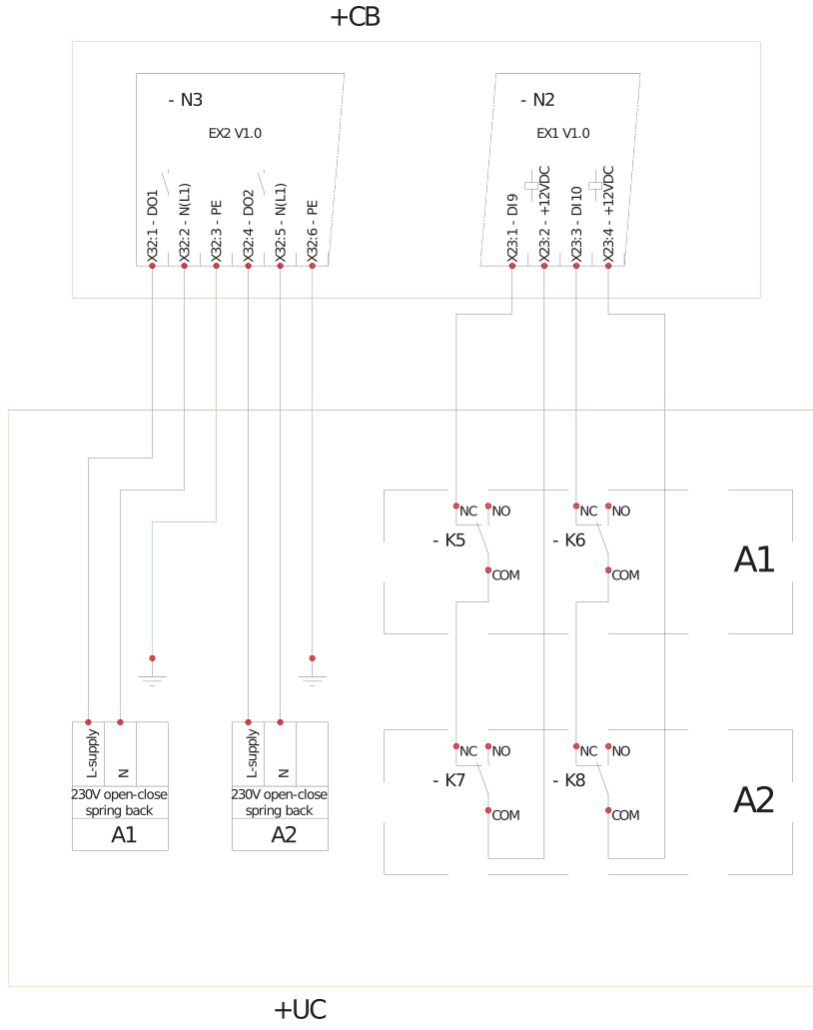 +CB
- N3
EX2 V1.0
X32:1 - DO1
X32:2 - N(L1)
X32:3 - PE
X32:4 - DO2
X32:5 - N(L1)
X32:6 - PE
- N2
EX1 V1.0
X23:1 - DI9
X23:2 - +12VDC
X23:3 - DI10
X23:4 - +12VDC
NC NO
- K5
COM
NC NO
- K6
COM
A1
NC NO
- K7
COM
NC NO
- K8
COM
A2
L-supply
N
230V open-close
spring back
A1
L-supply
N
230V open-close
spring back
A2
+UC